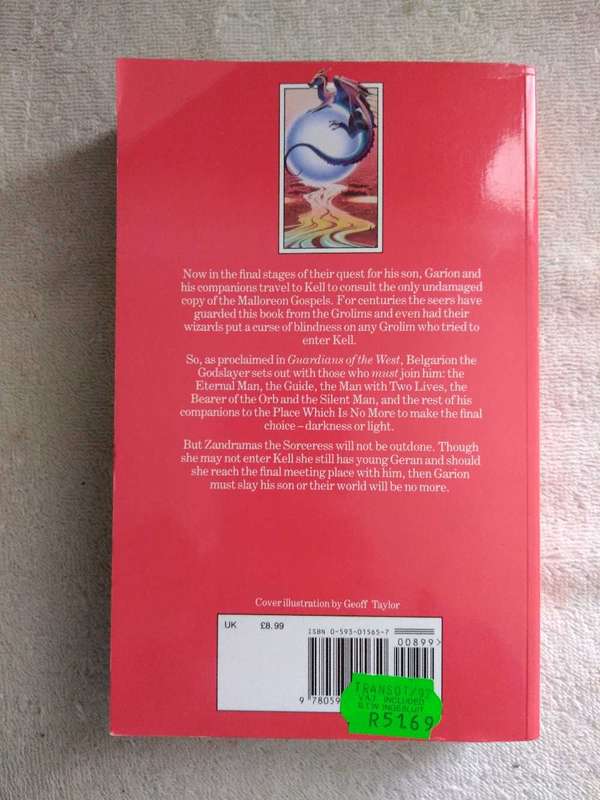 Now in the final stages of their quest for his son, Garion and
his companions travel to Kell to consult the only undamaged
copy of the Malloreon Gospels. For centuries the seers have
guarded this book from the Grolims and even had their
wizards put a curse of blindness on any Grolim who tried to
enter Kell.
So, as proclaimed in Guardians of the West, Belgarion the
Godslayer sets out with those who must join him: the
Eternal Man, the Guide, the Man with Two Lives, the
Bearer of the Orb and the Silent Man, and the rest of his
companions to the Place Which Is No More to make the final
choice – darkness or light.
But Zandramas the Sorceress will not be outdone. Though
she may not enter Kell she still has young Geran and should
she reach the final meeting place with him, then Garion
must slay his son or their world will be no more.
Cover illustration by Geoff Taylor
UK £8.99
ISBN 0-593-01565-7
00899>
9 78059
INCLUDED
R5169